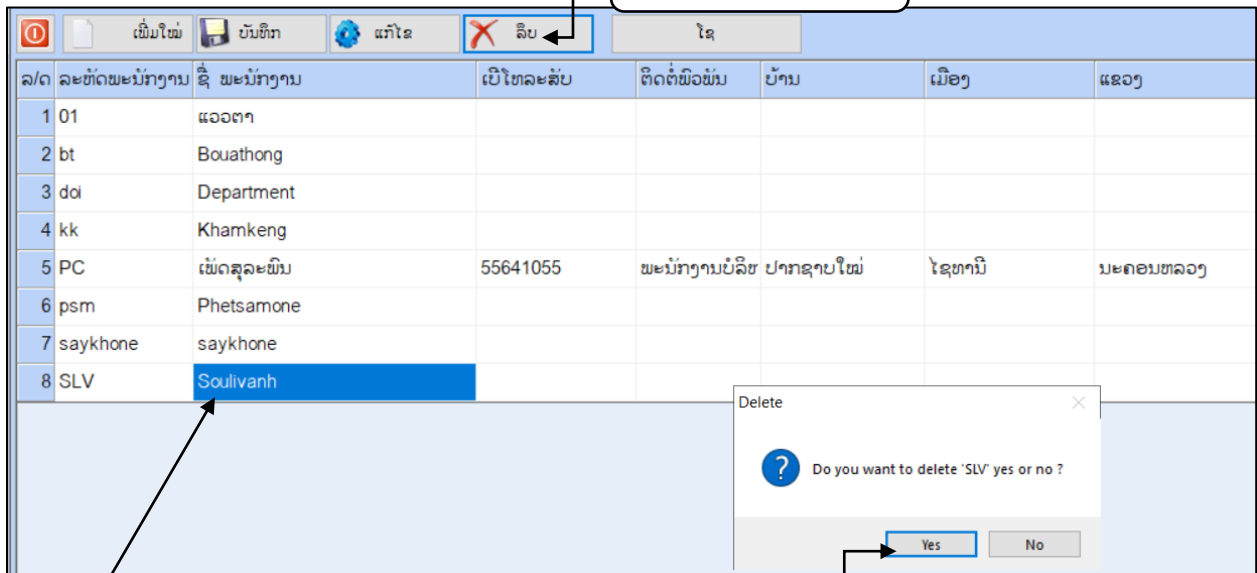 ເພີ່ມໃໝ່ ບັນທຶກ ແກ້ໄຂ ລຶບ ໂຊ
ລ/ດ ລະຫັດພະນັກງານ ຊື່ ພະນັກງານ ເບີໂທລະສັບ ຕິດຕໍ່ພົວພັນ ບ້ານ ເມືອງ ແຂວງ
1 01 ແວວຕາ
2 bt Bouathong
3 doi Department
4 kk Khamkeng
5 PC ເພັດສຸລະພິນ 55641055 ພະນັກງານບໍລິຫ ປາກຊາບໃໝ່ ໄຊທານີ ນະຄອນຫລວງ
6 psm Phetsamone
7 saykhone saykhone
8 SLV Soulivanh
Delete
Do you want to delete 'SLV' yes or no ?
Yes No